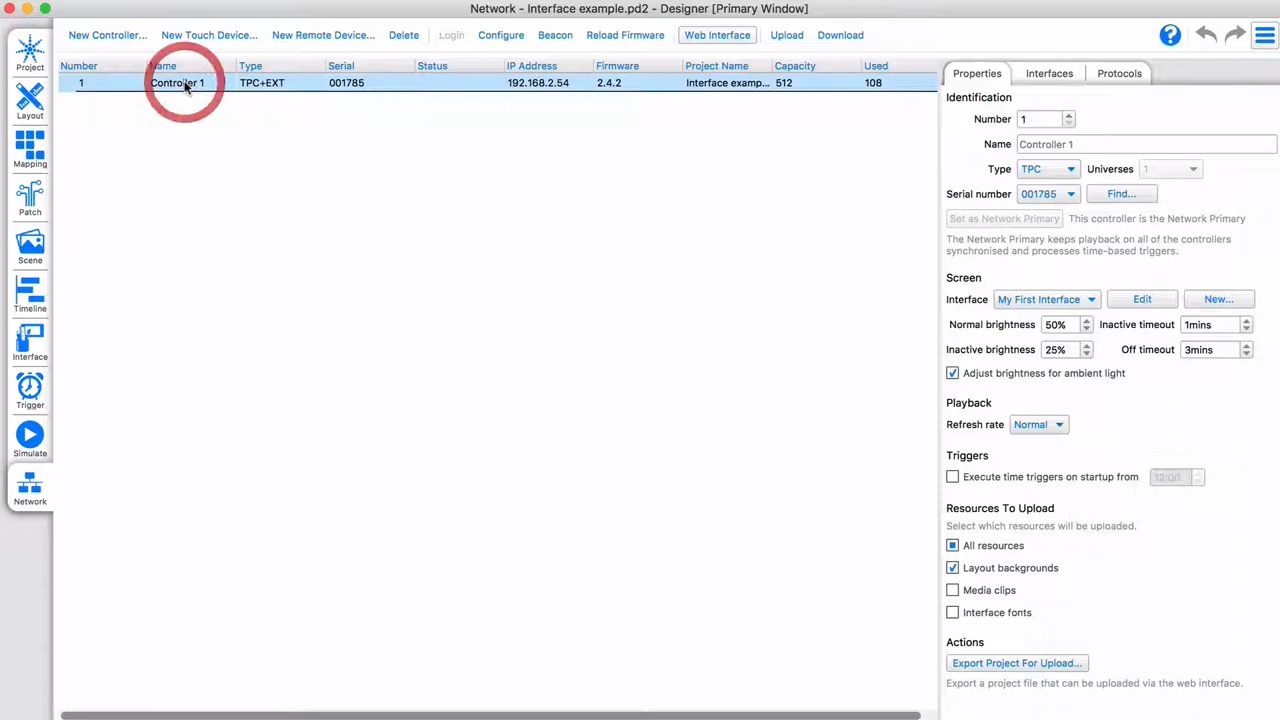 Network - Interface example.pd2 - Designer [Primary Window]
New Controller... New Touch Device... New Remote Device... Delete Login Configure Beacon Reload Firmware Web Interface Upload Download
?
Project
Layout
Mapping
Patch
Scene
Timeline
Interface
Trigger
Simulate
Network
Number Name Type Serial Status IP Address Firmware Project Name Capacity Used
1 Controller 1 TPC+EXT 001785 192.168.2.54 2.4.2 Interface examp... 512 108
Properties Interfaces Protocols
Identification
Number 1
Name Controller 1
Type TPC Universes 1
Serial number 001785 Find...
Set as Network Primary This controller is the Network Primary
The Network Primary keeps playback on all of the controllers
synchronised and processes time-based triggers.
Screen
Interface My First Interface Edit New...
Normal brightness 50% Inactive timeout 1mins
Inactive brightness 25% Off timeout 3mins
Adjust brightness for ambient light
Playback
Refresh rate Normal
Triggers
Execute time triggers on startup from 12:00
Resources To Upload
Select which resources will be uploaded.
All resources
Layout backgrounds
Media clips
Interface fonts
Actions
Export Project For Upload...
Export a project file that can be uploaded via the web interface.